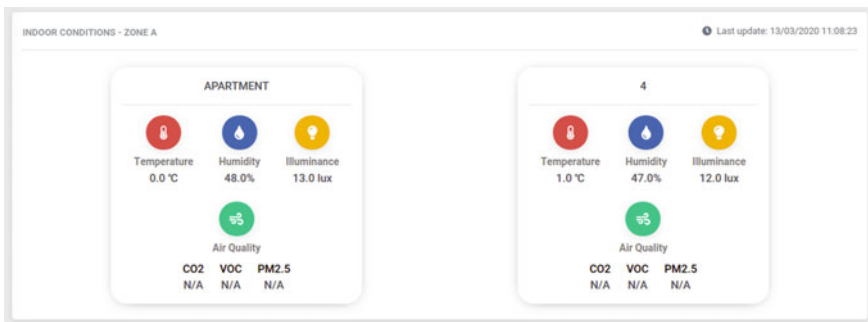 INDOOR CONDITIONS - ZONE A
Last update: 13/03/2020 11:08:23
APARTMENT
Temperature Humidity Illuminance
0.0 °C 48.0% 13.0 lux
Air Quality
CO2 VOC PM2.5
N/A N/A N/A
4
Temperature Humidity Illuminance
1.0 °C 47.0% 12.0 lux
Air Quality
CO2 VOC PM2.5
N/A N/A N/A